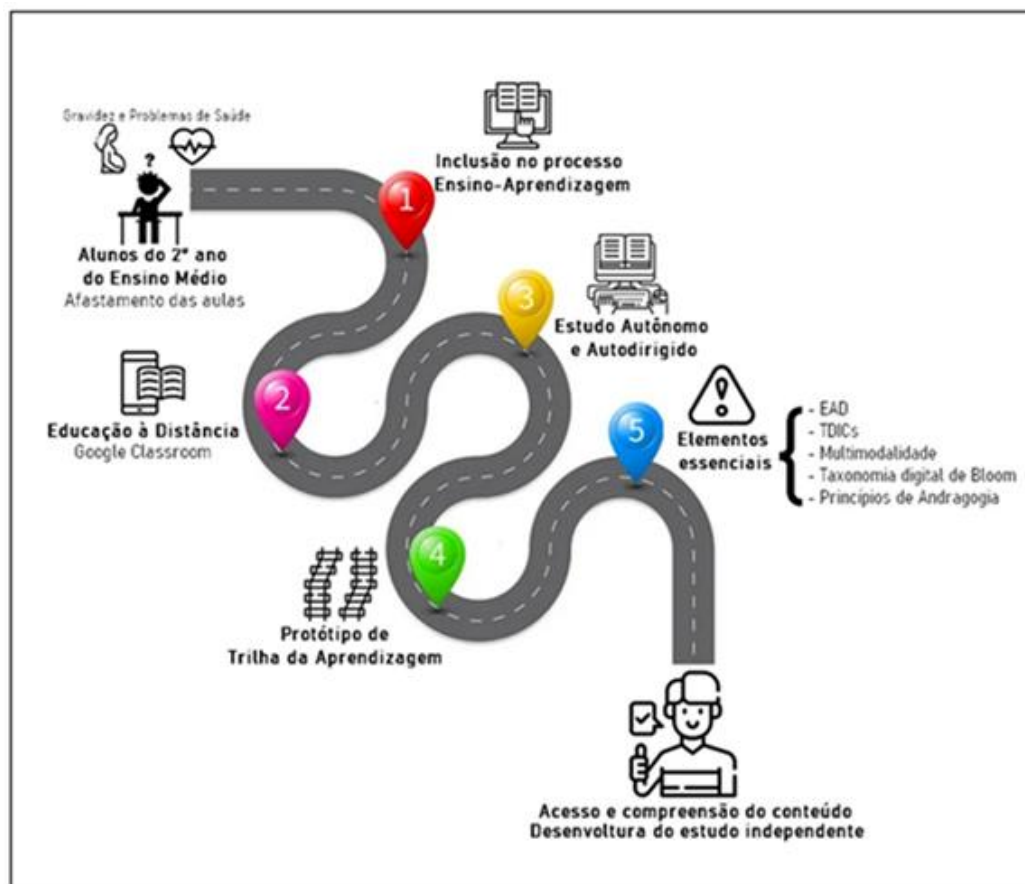 Gravidez e Problemas de Saúde
?
Alunos do 2º ano
do Ensino Médio
Afastamento das aulas
1
Inclusão no processo
Ensino-Aprendizagem
2
Educação à Distância
Google Classroom
3
Estudo Autônomo
e Autodirigido
4
Protótipo de
Trilha da Aprendizagem
5
Elementos
essenciais
- EAD
- TDICs
- Multimodalidade
- Taxonomia digital de Bloom
- Princípios de Andragogia
Acesso e compreensão do conteúdo
Desenvoltura do estudo independente